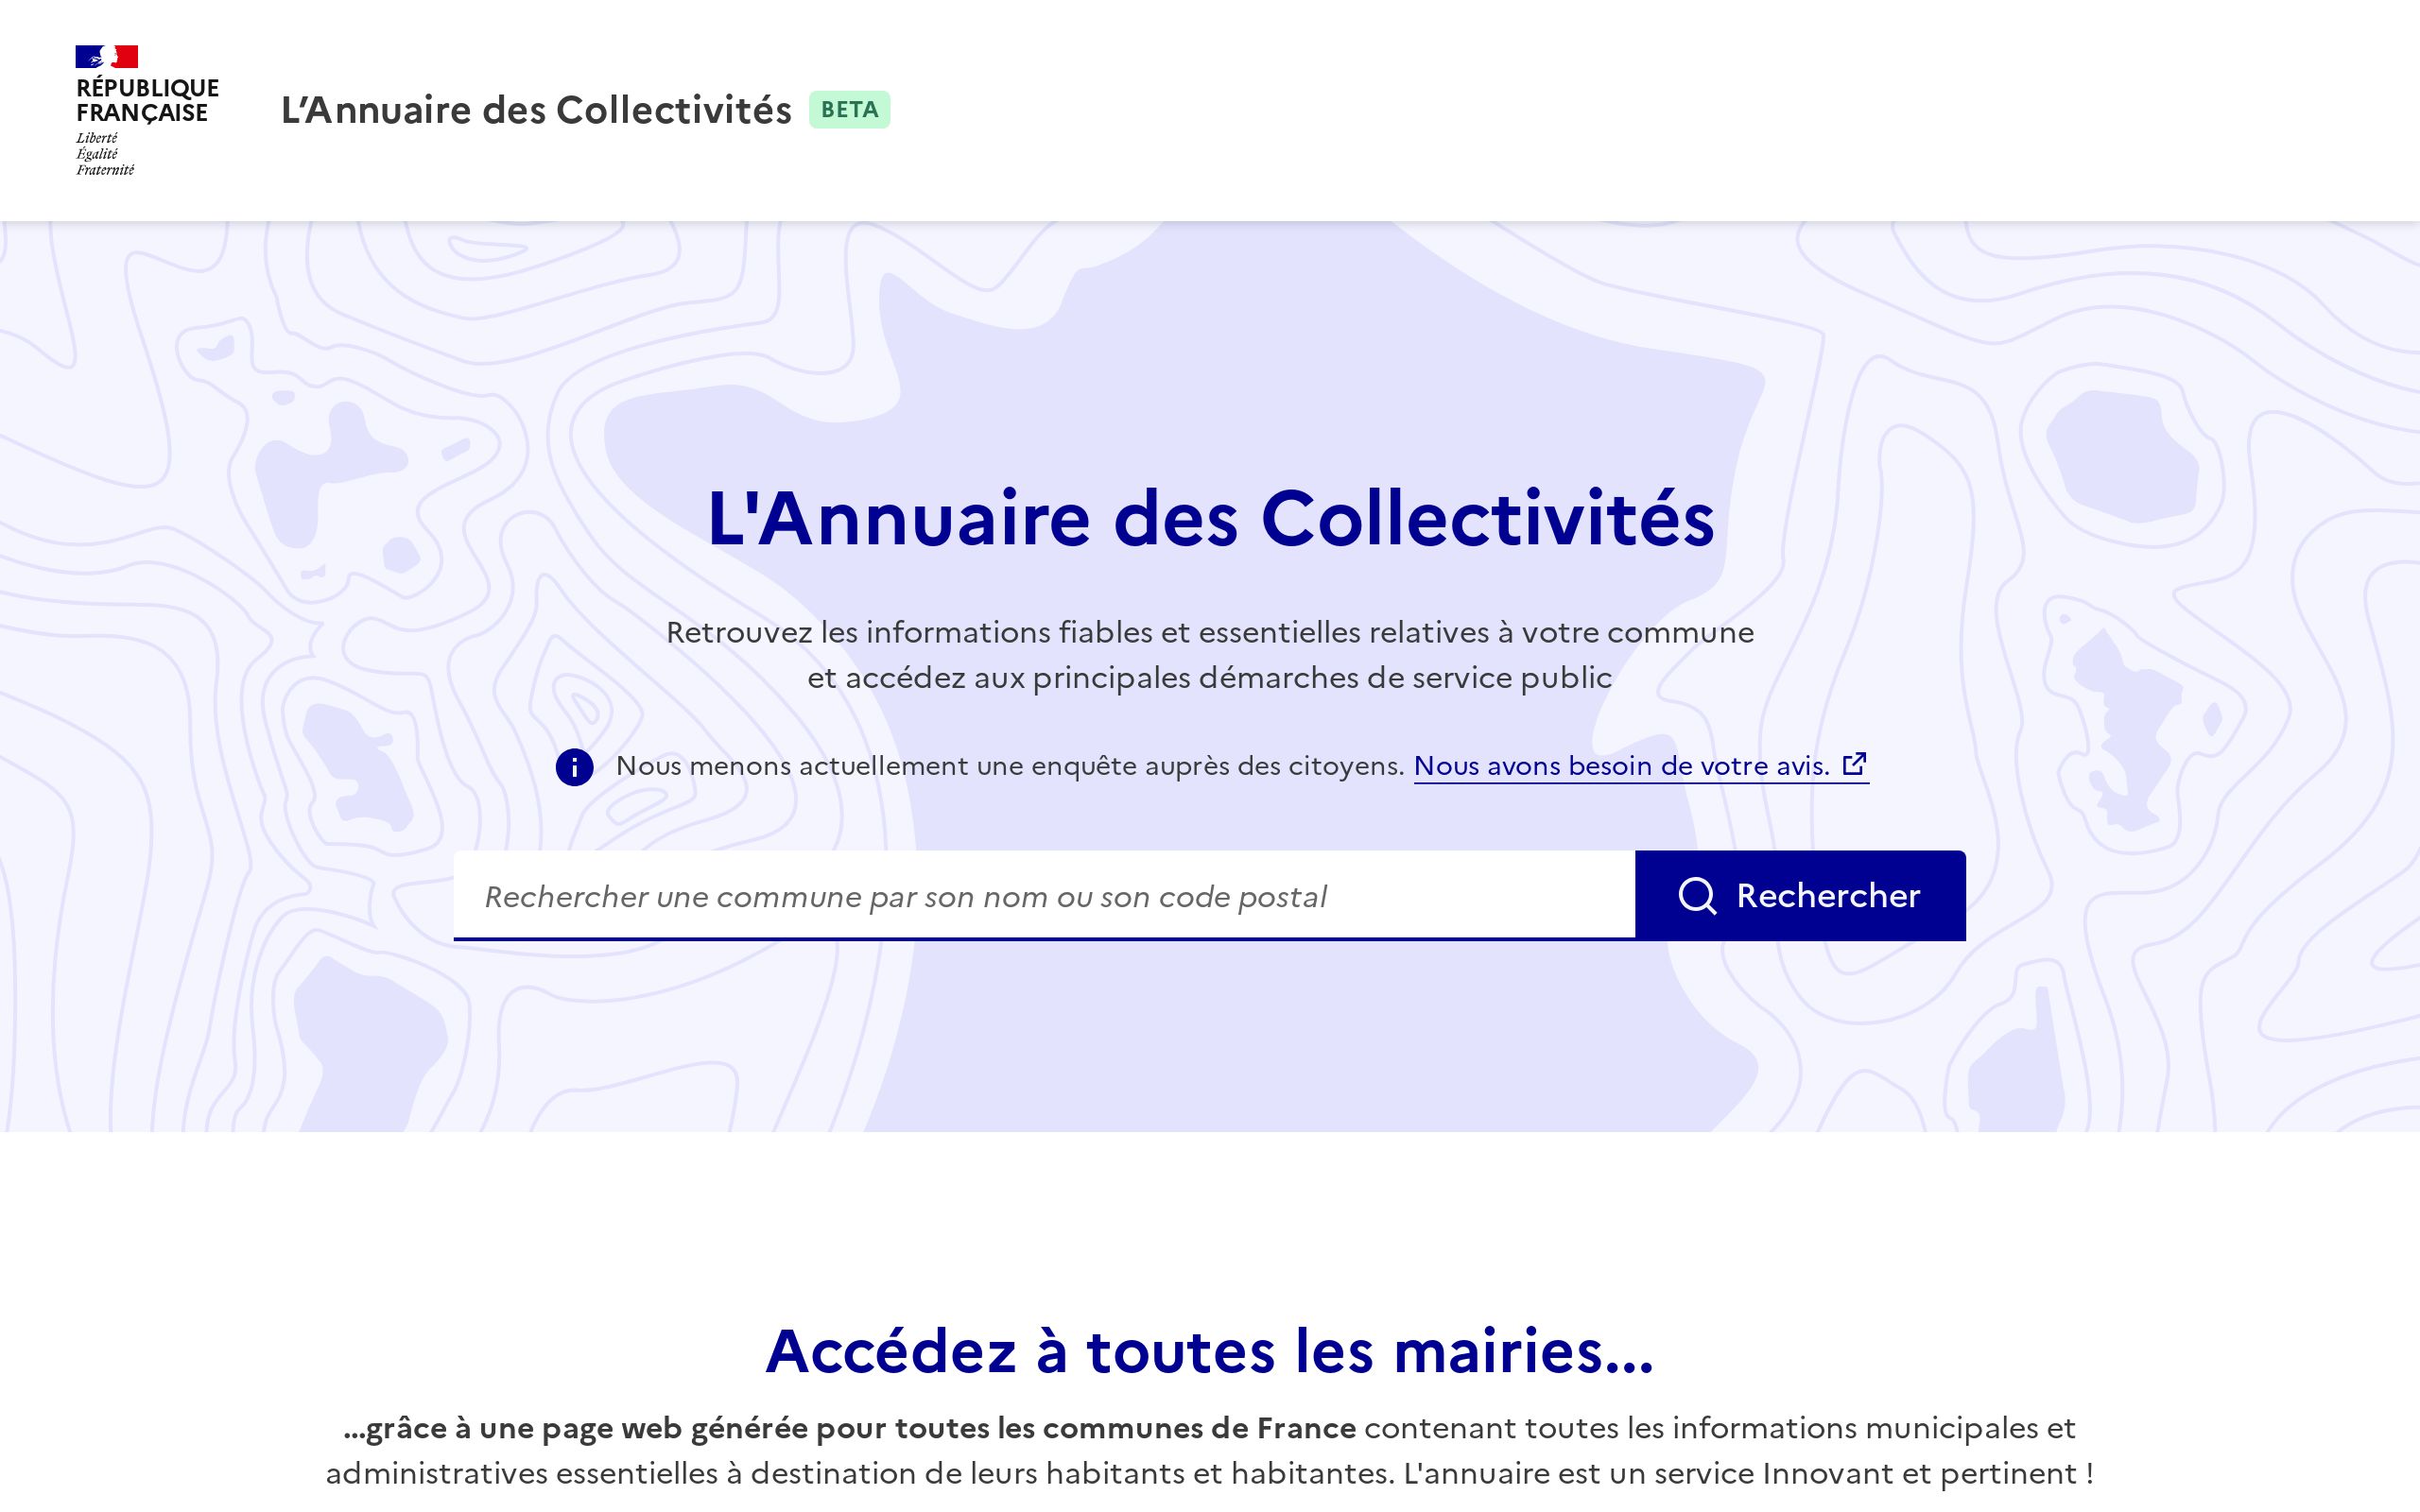 RÉPUBLIQUE
FRANÇAISE
Liberté
Égalité
Fraternité
L’Annuaire des Collectivités BETA
L'Annuaire des Collectivités
Retrouvez les informations fiables et essentielles relatives à votre commune
et accédez aux principales démarches de service public
Nous menons actuellement une enquête auprès des citoyens. Nous avons besoin de votre avis.
Rechercher une commune par son nom ou son code postal
Rechercher
Accédez à toutes les mairies...
...grâce à une page web générée pour toutes les communes de France contenant toutes les informations municipales et
administratives essentielles à destination de leurs habitants et habitantes. L'annuaire est un service Innovant et pertinent !